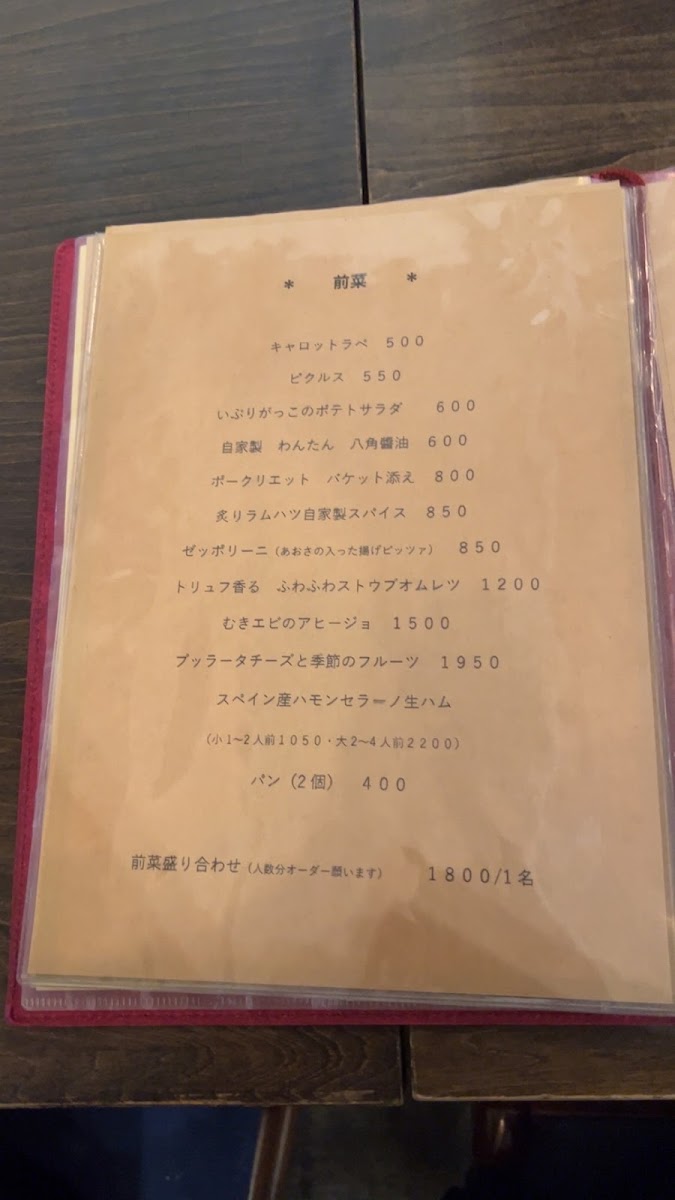 ＊　前菜　＊
キャロットラペ　５００
ピクルス　５５０
いぶりがっこのポテトサラダ　６００
自家製　わんたん　八角醬油　６００
ポークリエット　バケット添え　８００
炙りラムハツ自家製スパイス　８５０
ゼッポリーニ（あおさの入った揚げピッツァ）　８５０
トリュフ香る　ふわふわストウブオムレツ　１２００
むきエビのアヒージョ　１５００
ブッラータチーズと季節のフルーツ　１９５０
スペイン産ハモンセラーノ生ハム
（小１〜２人前１０５０・大２〜４人前２２００）
パン（２個）　４００
前菜盛り合わせ（人数分オーダー願います）　１８００/１名